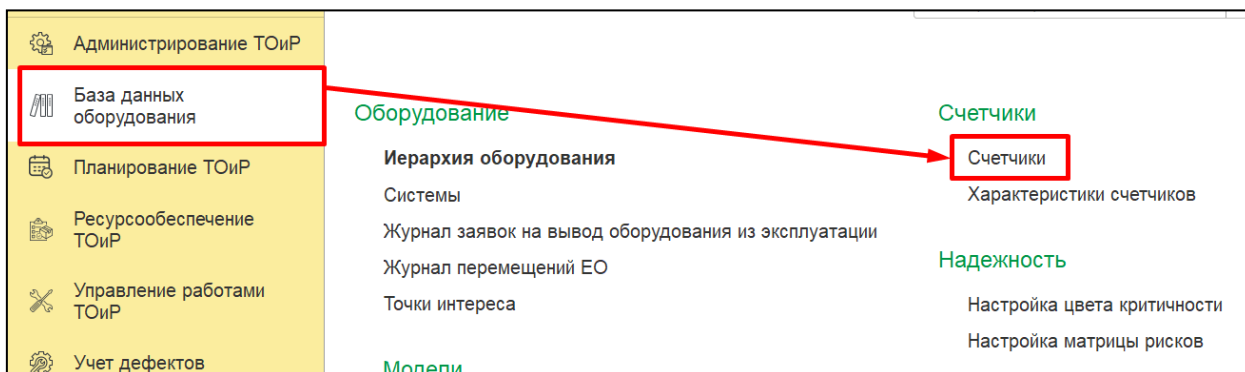 Администрирование ТОиР
База данных
оборудования
Планирование ТОиР
Ресурсообеспечение
ТОиР
Управление работами
ТОиР
Учет дефектов
Оборудование
Иерархия оборудования
Системы
Журнал заявок на вывод оборудования из эксплуатации
Журнал перемещений ЕО
Точки интереса
Модели
Счетчики
Счетчики
Характеристики счетчиков
Надежность
Настройка цвета критичности
Настройка матрицы рисков